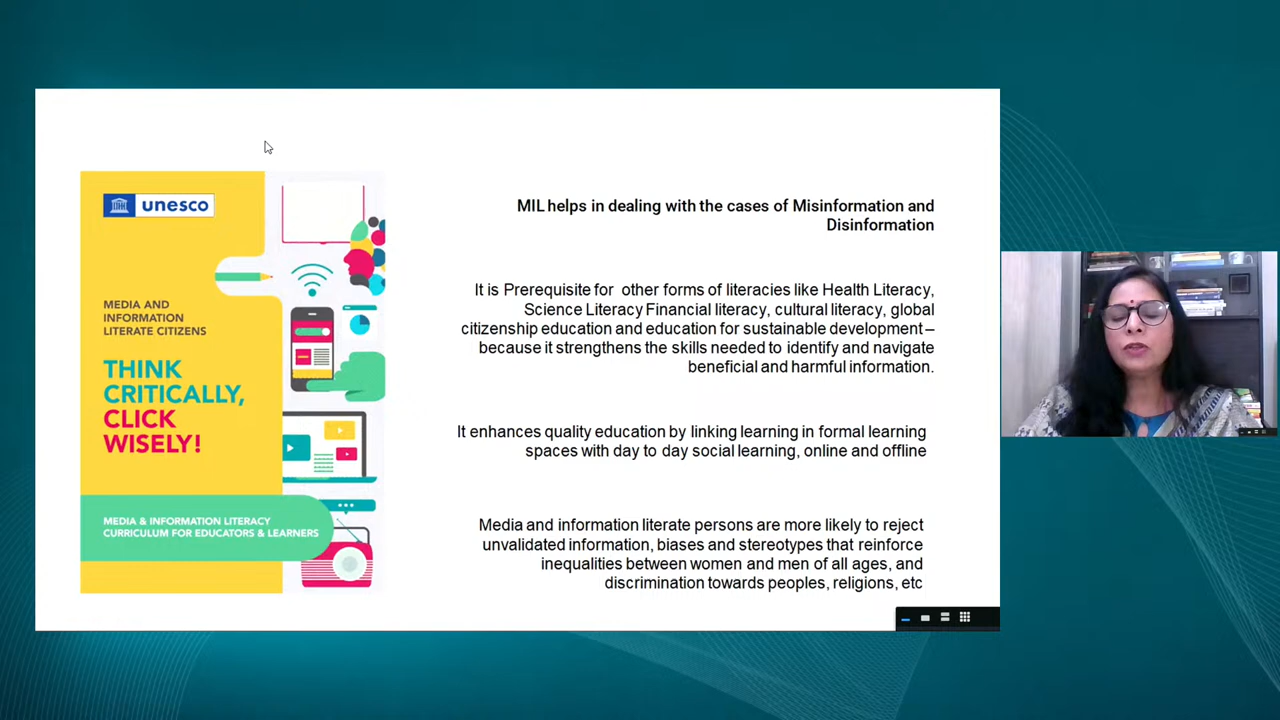 unesco
MEDIA AND
INFORMATION
LITERATE CITIZENS
THINK
CRITICALLY,
CLICK
WISELY!
MEDIA & INFORMATION LITERACY
CURRICULUM FOR EDUCATORS & LEARNERS
MIL helps in dealing with the cases of Misinformation and
Disinformation
It is Prerequisite for other forms of literacies like Health Literacy,
Science Literacy Financial literacy, cultural literacy, global
citizenship education and education for sustainable development –
because it strengthens the skills needed to identify and navigate
beneficial and harmful information.
It enhances quality education by linking learning in formal learning
spaces with day to day social learning, online and offline
Media and information literate persons are more likely to reject
unvalidated information, biases and stereotypes that reinforce
inequalities between women and men of all ages, and
discrimination towards peoples, religions, etc